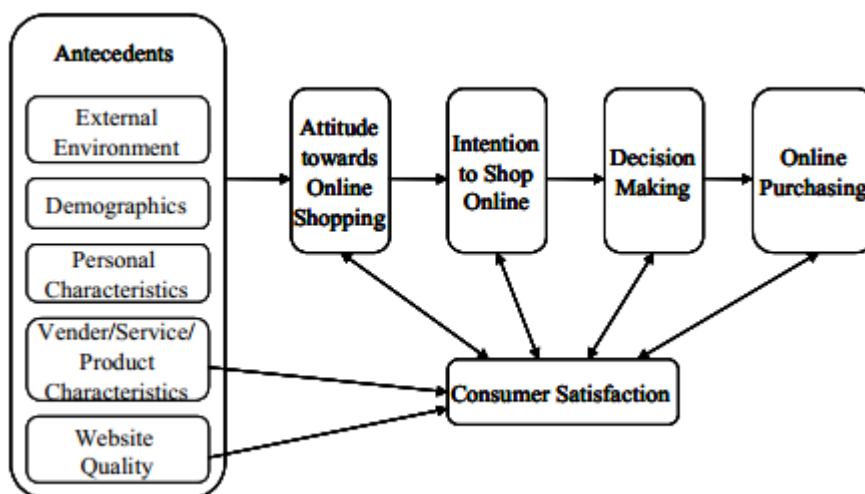 Antecedents
External
Environment
Demographics
Personal
Characteristics
Vender/Service/
Product
Characteristics
Website
Quality
Attitude
towards
Online
Shopping
Intention
to Shop
Online
Decision
Making
Online
Purchasing
Consumer Satisfaction